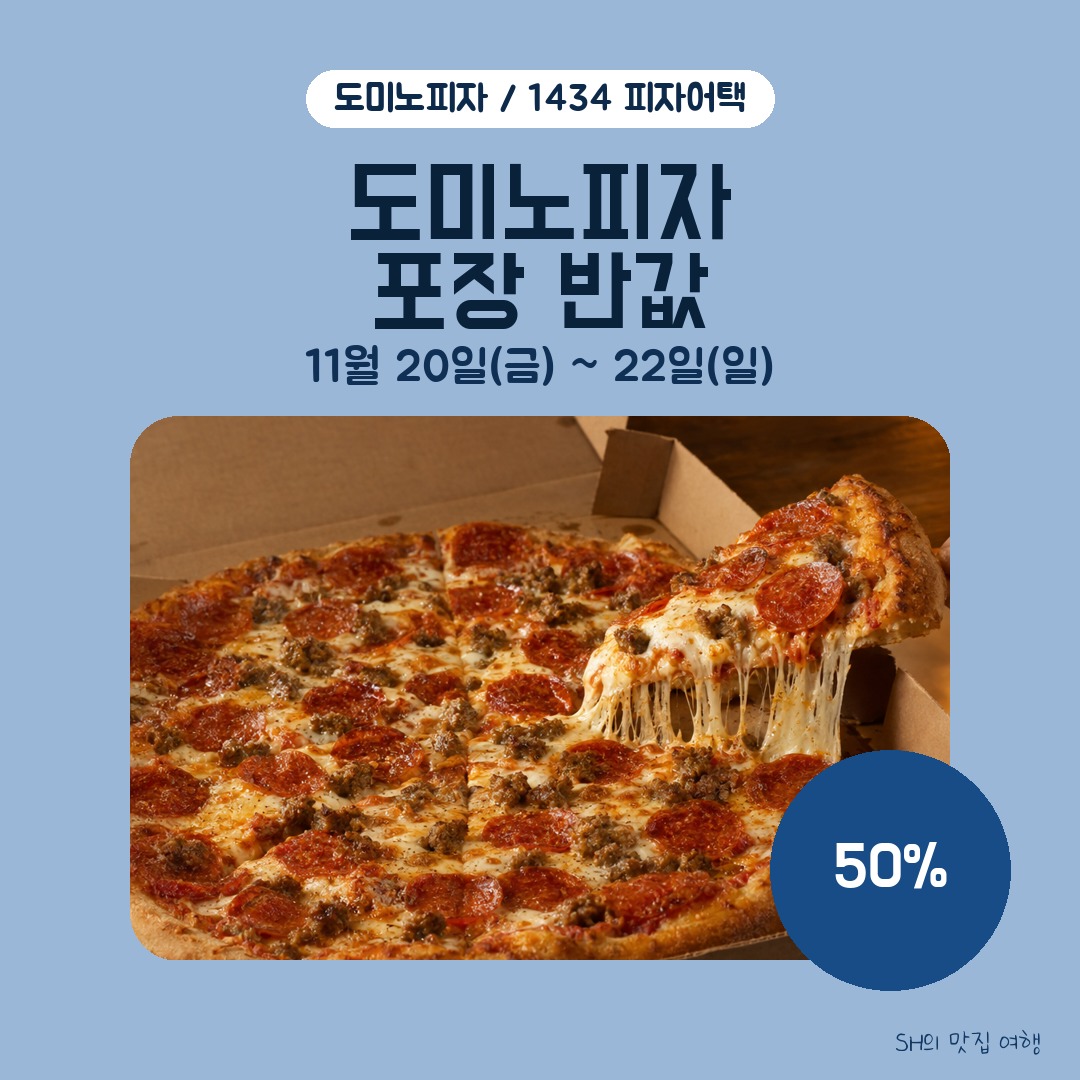 도미노피자 / 1434 피자어택
도미노피자
포장 반값
11월 20일(금) ~ 22일(일)
50%
SH의 맛집 여행